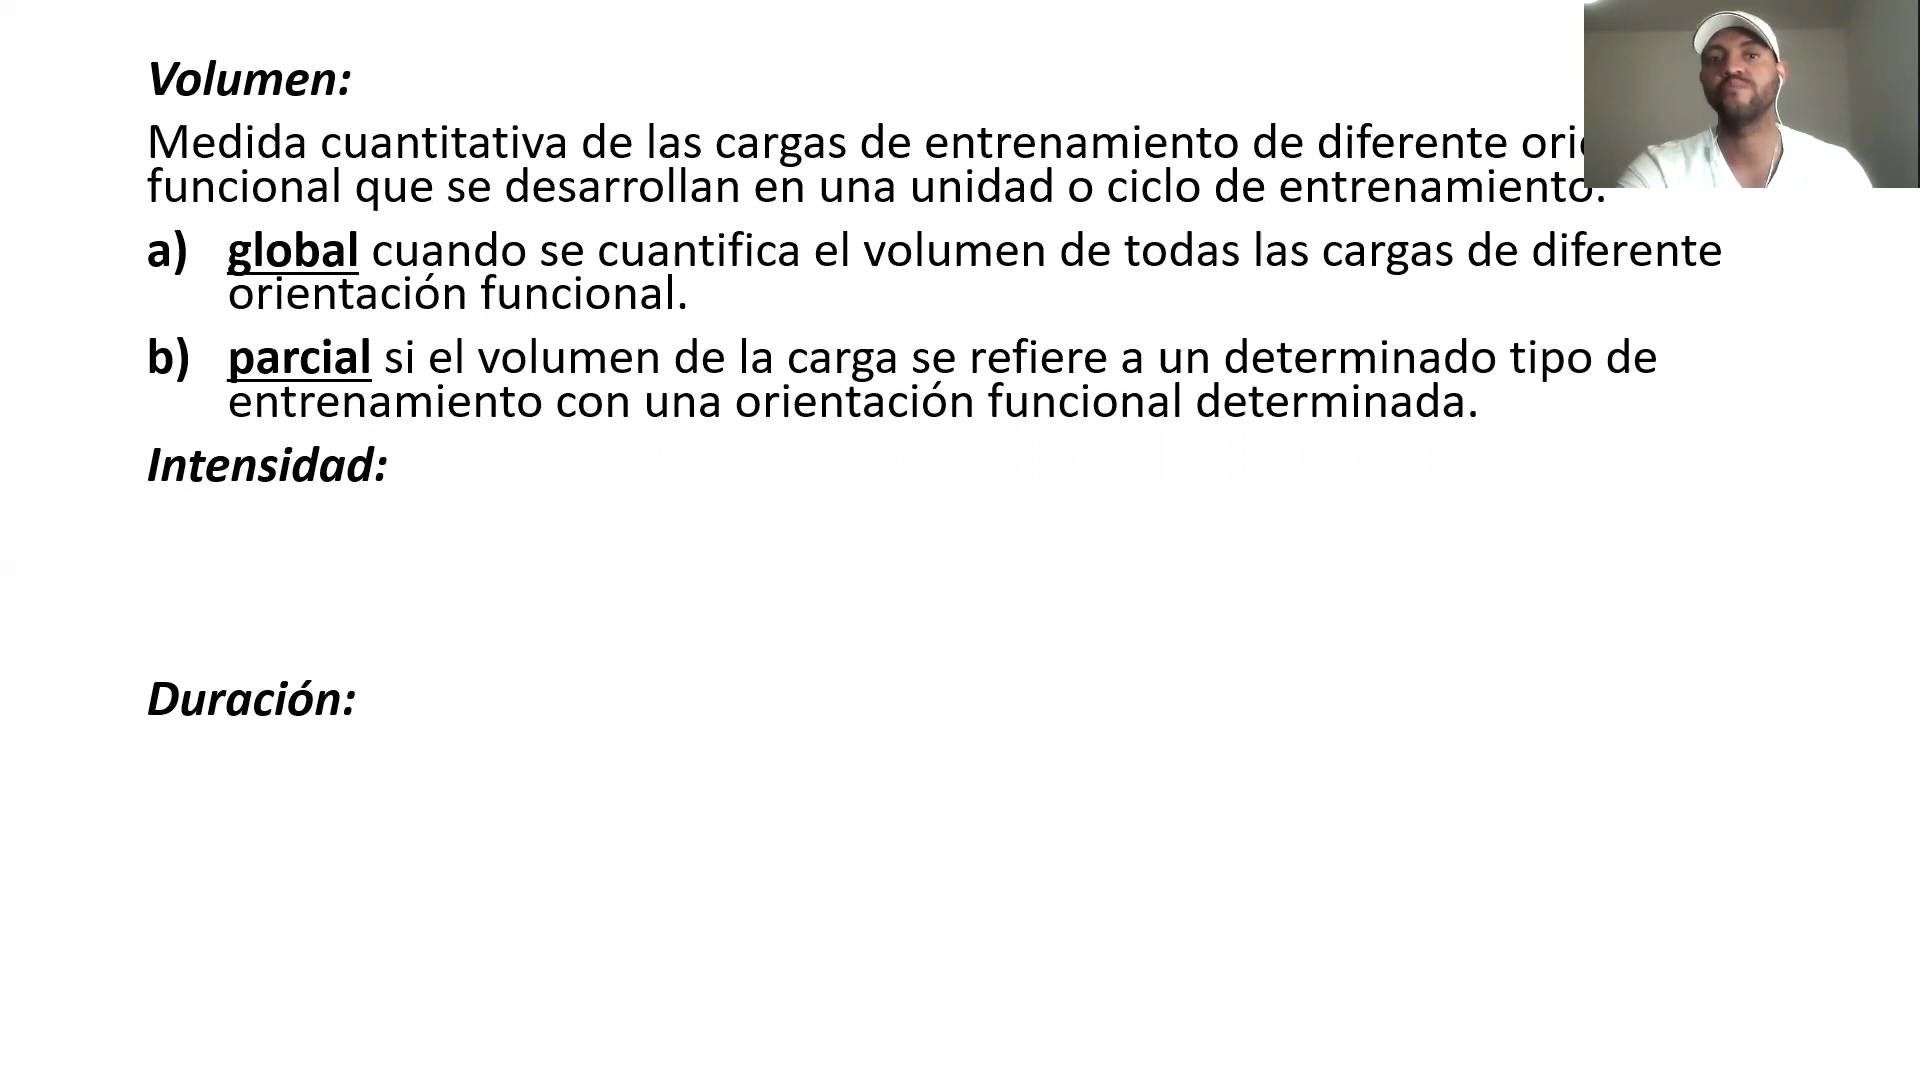 Volumen:
Medida cuantitativa de las cargas de entrenamiento de diferente
funcional que se desarrollan en una unidad o ciclo de entrenamiento.
a) global cuando se cuantifica el volumen de todas las cargas de diferente
orientación funcional.
b) parcial si el volumen de la carga se refiere a un determinado tipo de
entrenamiento con una orientación funcional determinada.
Intensidad:
Duración: